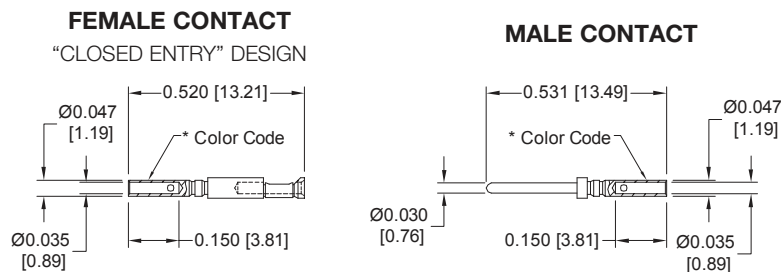 FEMALE CONTACT
“CLOSED ENTRY” DESIGN
0.520 [13.21]
Ø0.047
[1.19]
* Color Code
Ø0.035
[0.89]
0.150 [3.81]
MALE CONTACT
0.531 [13.49]
Ø0.047
[1.19]
* Color Code
Ø0.030
[0.76]
0.150 [3.81]
Ø0.035
[0.89]